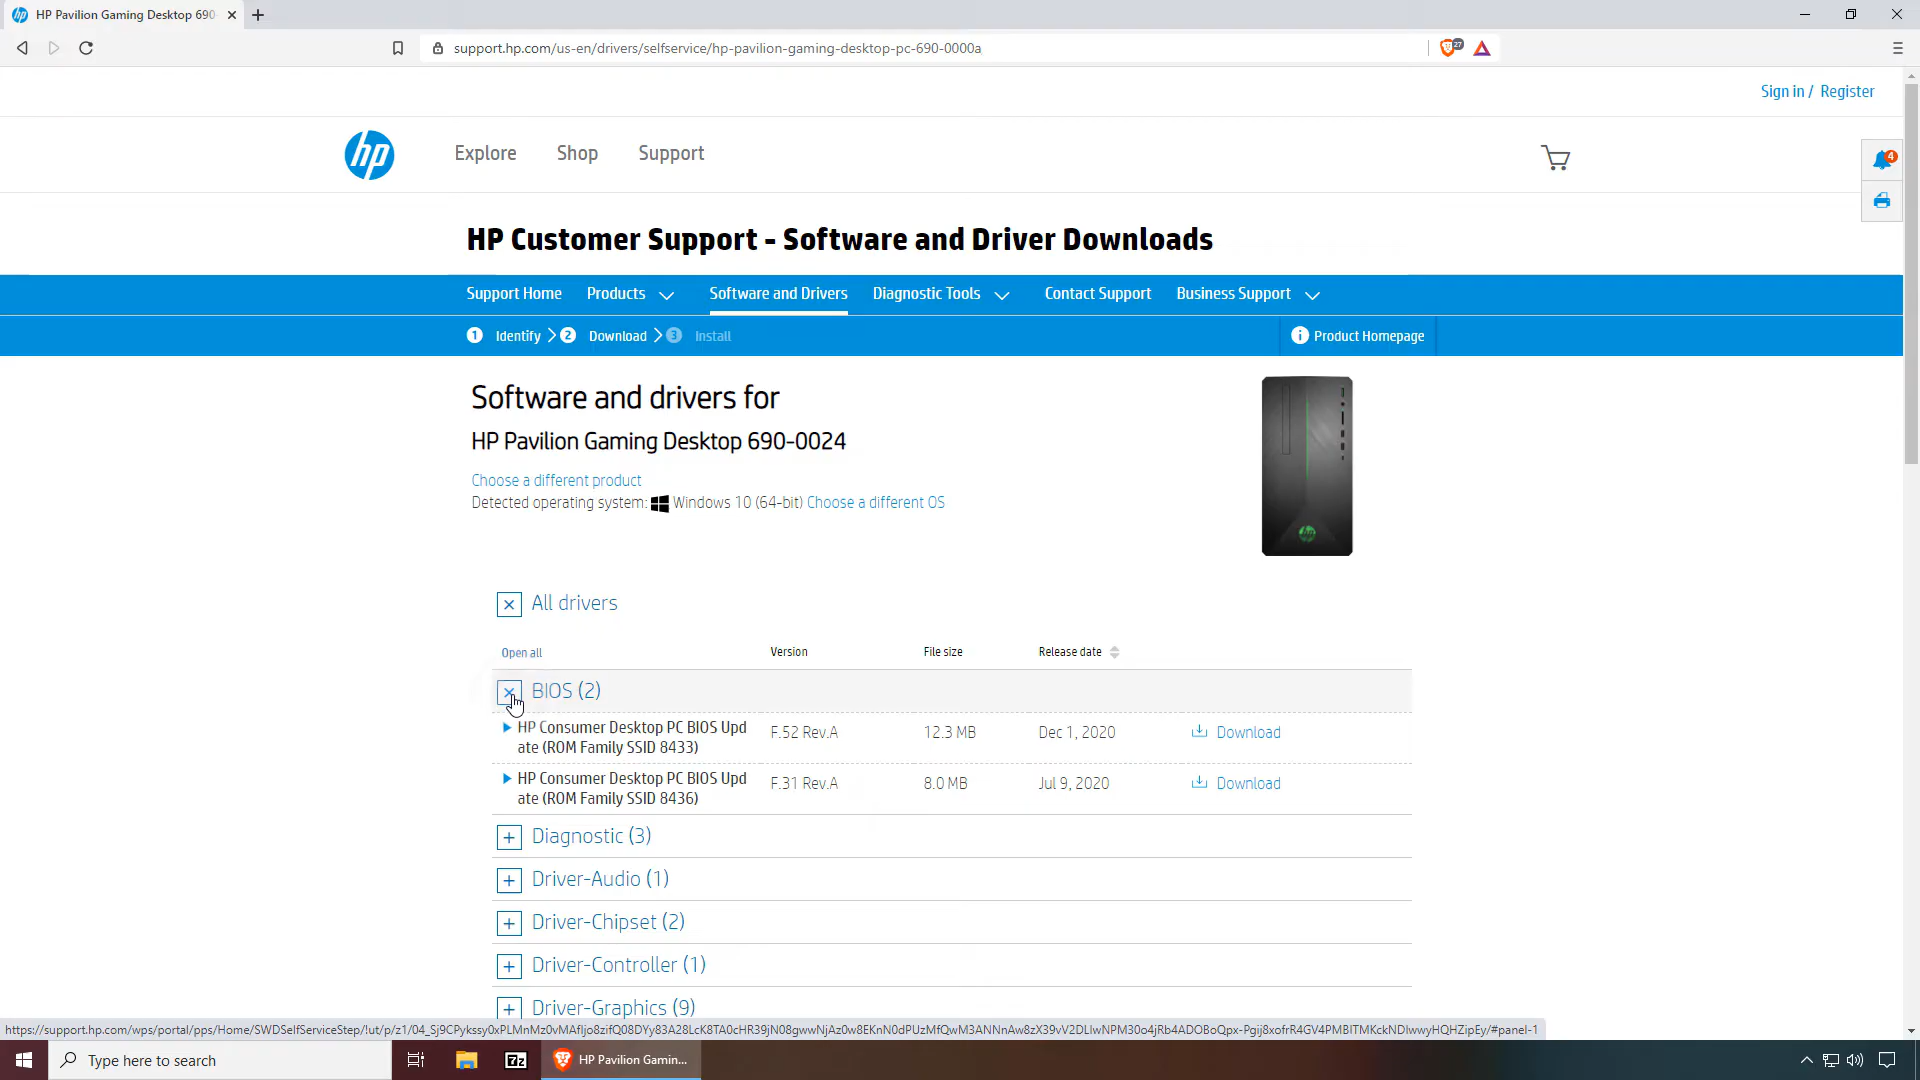 HP Pavilion Gaming Desktop 690-
support.hp.com/us-en/drivers/selfservice/hp-pavilion-gaming-desktop-pc-690-0000a
27
Sign in / Register
hp
Explore
Shop
Support
4
HP Customer Support - Software and Driver Downloads
Support Home
Products
Software and Drivers
Diagnostic Tools
Contact Support
Business Support
1 Identify
2 Download
3 Install
Product Homepage
Software and drivers for
HP Pavilion Gaming Desktop 690-0024
Choose a different product
Detected operating system: Windows 10 (64-bit) Choose a different OS
All drivers
Open all
Version
File size
Release date
BIOS (2)
HP Consumer Desktop PC BIOS Upd
ate (ROM Family SSID 8433)
F.52 Rev.A
12.3 MB
Dec 1, 2020
Download
HP Consumer Desktop PC BIOS Upd
ate (ROM Family SSID 8436)
F.31 Rev.A
8.0 MB
Jul 9, 2020
Download
Diagnostic (3)
Driver-Audio (1)
Driver-Chipset (2)
Driver-Controller (1)
Driver-Graphics (9)
Type here to search
7z
HP Pavilion Gamin...